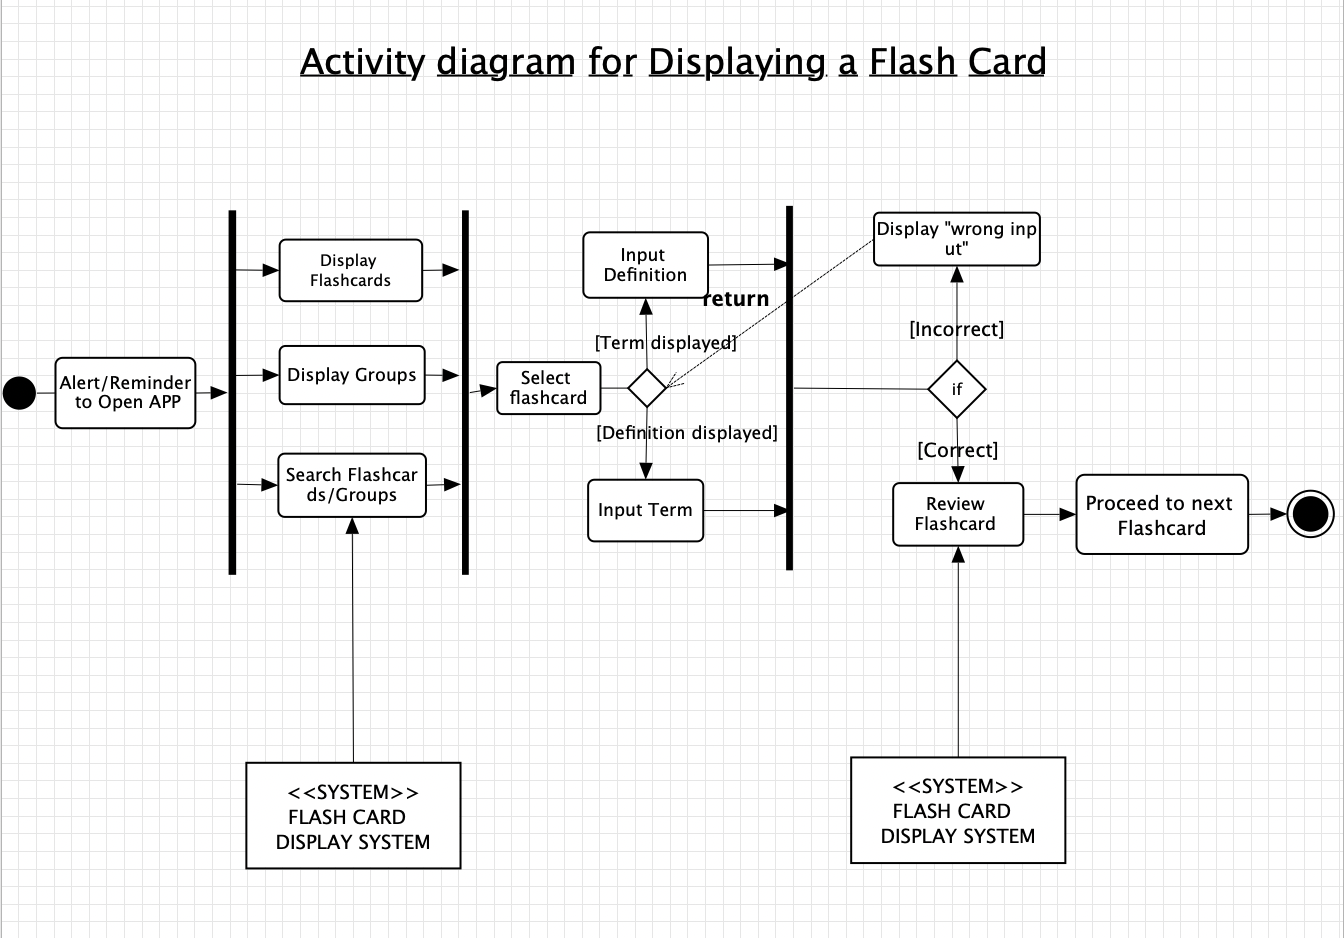 Activity diagram for Displaying a Flash Card
Alert/Reminder
to Open APP
Display
Flashcards
Display Groups
Search Flashcar
ds/Groups
Select
flashcard
Input
Definition
return
[Term displayed]
[Definition displayed]
Input Term
Display "wrong inp
ut"
[Incorrect]
if
[Correct]
Review
Flashcard
Proceed to next
Flashcard
<<SYSTEM>>
FLASH CARD
DISPLAY SYSTEM
<<SYSTEM>>
FLASH CARD
DISPLAY SYSTEM